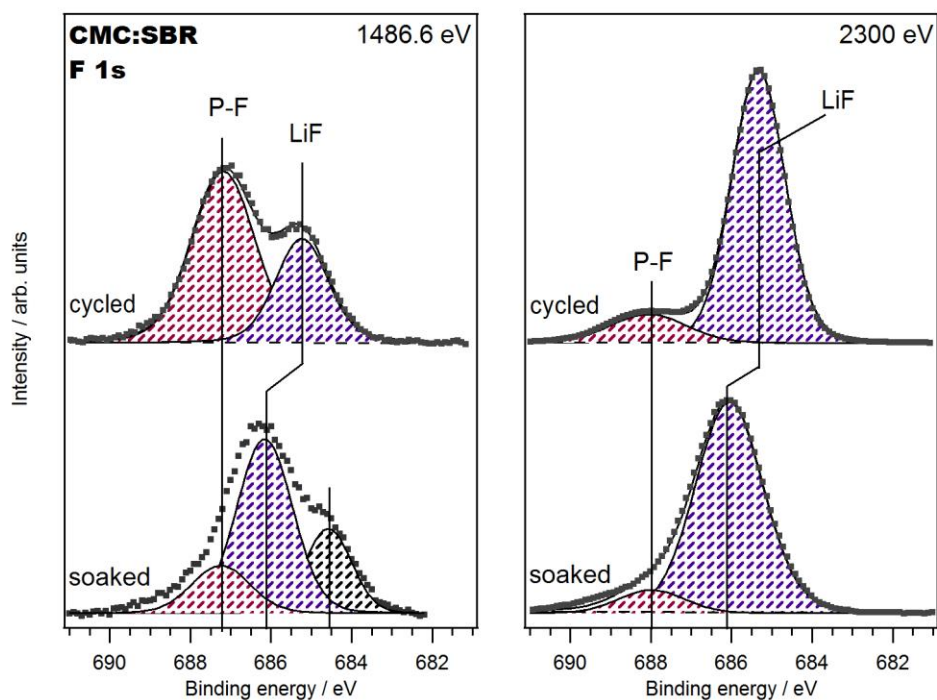 CMC:SBR
F 1s
1486.6 eV
P-F
LiF
cycled
soaked
690 688 686 684 682
Binding energy / eV
Intensity / arb. units
2300 eV
LiF
P-F
cycled
soaked
690 688 686 684 682
Binding energy / eV